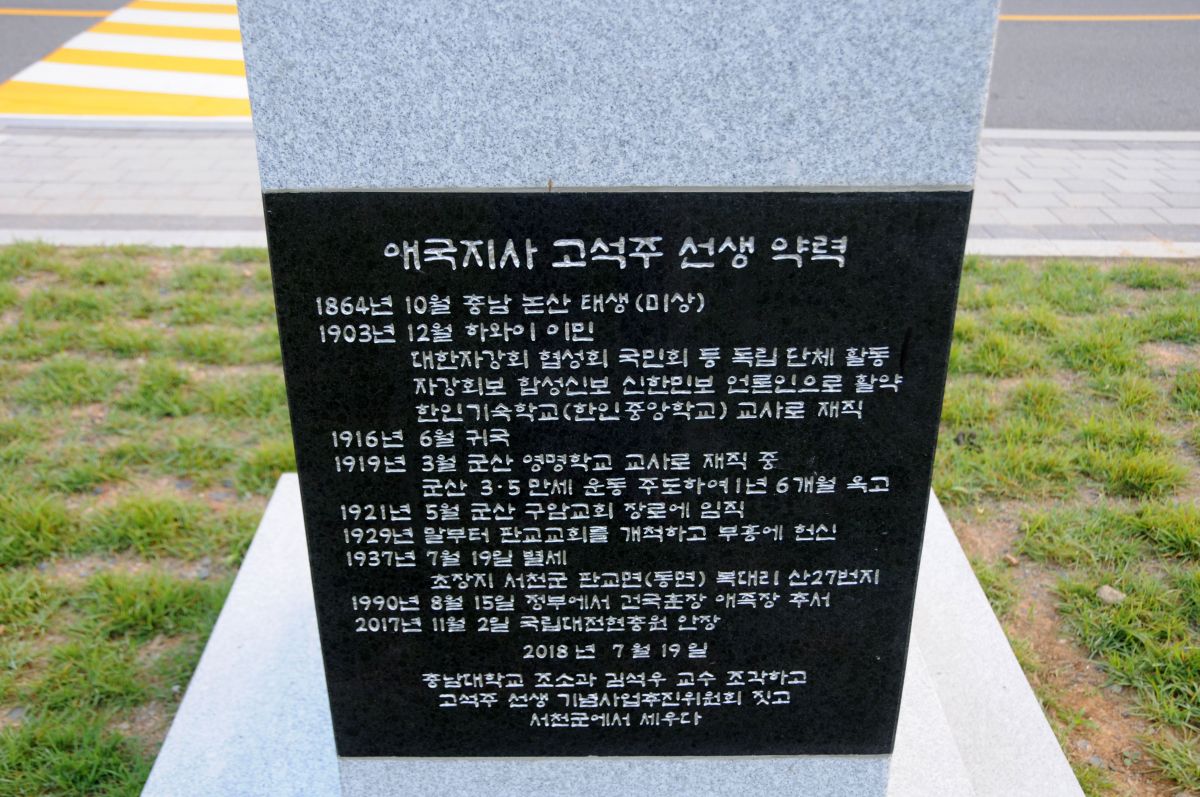 애국지사 고석주 선생 약력
1864년 10월 충남 논산 태생(미상)
1903년 12월 하와이 이민
대한자강회 협성회 국민회 등 독립 단체 활동
자강회보 합성신보 신한민보 언론인으로 활약
한인기숙학교(한인중앙학교) 교사로 재직
1916년 6월 귀국
1919년 3월 군산 영명학교 교사로 재직 중
군산 3·5 만세 운동 주도하여 1년 6개월 옥고
1921년 5월 군산 구암교회 장로에 임직
1929년 말부터 판교교회를 개척하고 부흥에 헌신
1937년 7월 19일 별세
초장지 서천군 판교면(동면) 복대리 산27번지
1990년 8월 15일 정부에서 건국훈장 애족장 추서
2017년 11월 2일 국립대전현충원 안장
2018년 7월 19일
충남대학교 조소과 김석우 교수 조각하고
고석주 선생 기념사업추진위원회 짓고
서천군에서 세우다